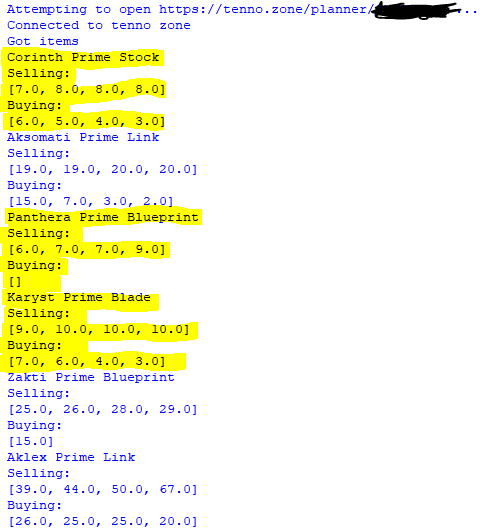 Attempting to open https://tenno.zone/planner/...
Connected to tenno zone
Got items
Corinth Prime Stock
Selling:
[7.0, 8.0, 8.0, 8.0]
Buying:
[6.0, 5.0, 4.0, 3.0]
Aksomati Prime Link
Selling:
[19.0, 19.0, 20.0, 20.0]
Buying:
[15.0, 7.0, 3.0, 2.0]
Panthera Prime Blueprint
Selling:
[6.0, 7.0, 7.0, 9.0]
Buying:
[]
Karyst Prime Blade
Selling:
[9.0, 10.0, 10.0, 10.0]
Buying:
[7.0, 6.0, 4.0, 3.0]
Zakti Prime Blueprint
Selling:
[25.0, 26.0, 28.0, 29.0]
Buying:
[15.0]
Aklex Prime Link
Selling:
[39.0, 44.0, 50.0, 67.0]
Buying:
[26.0, 25.0, 25.0, 20.0]